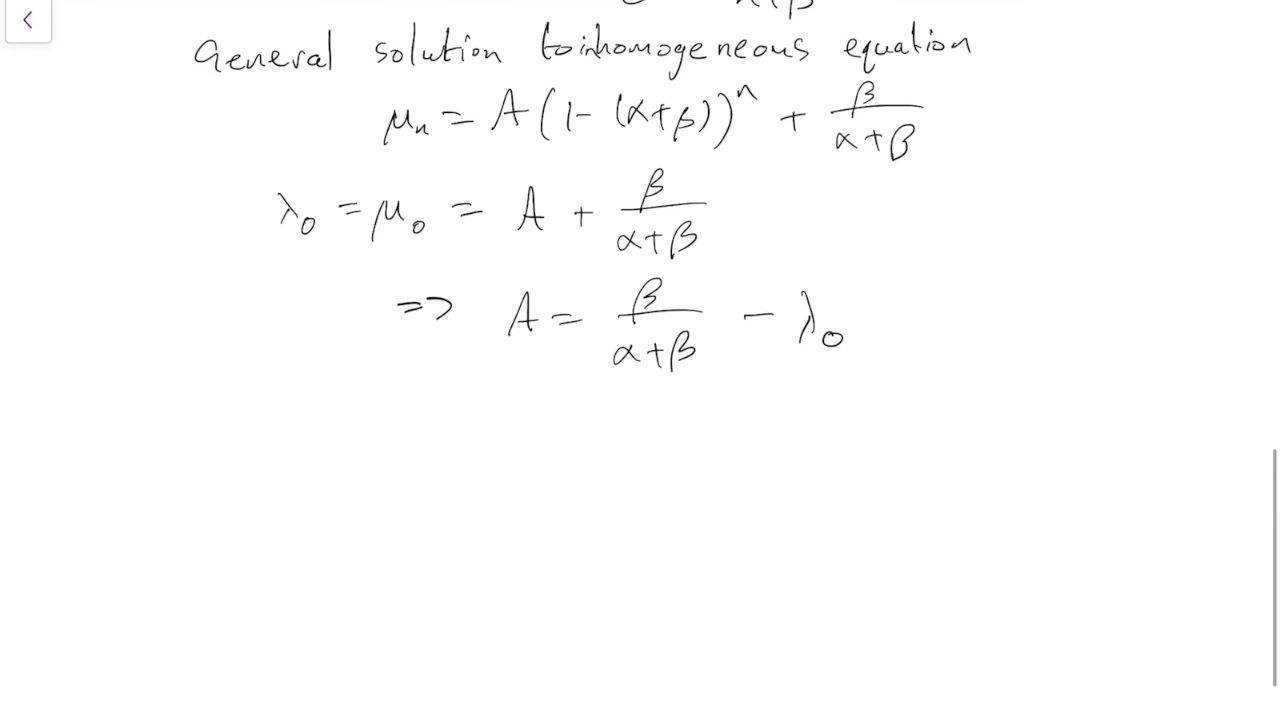 General solution to inhomogeneous equation
μₙ = A(1 - (α+β))ⁿ + β/(α+β)
λ₀ = μ₀ = A + β/(α+β)
=> A = β/(α+β) - λ₀